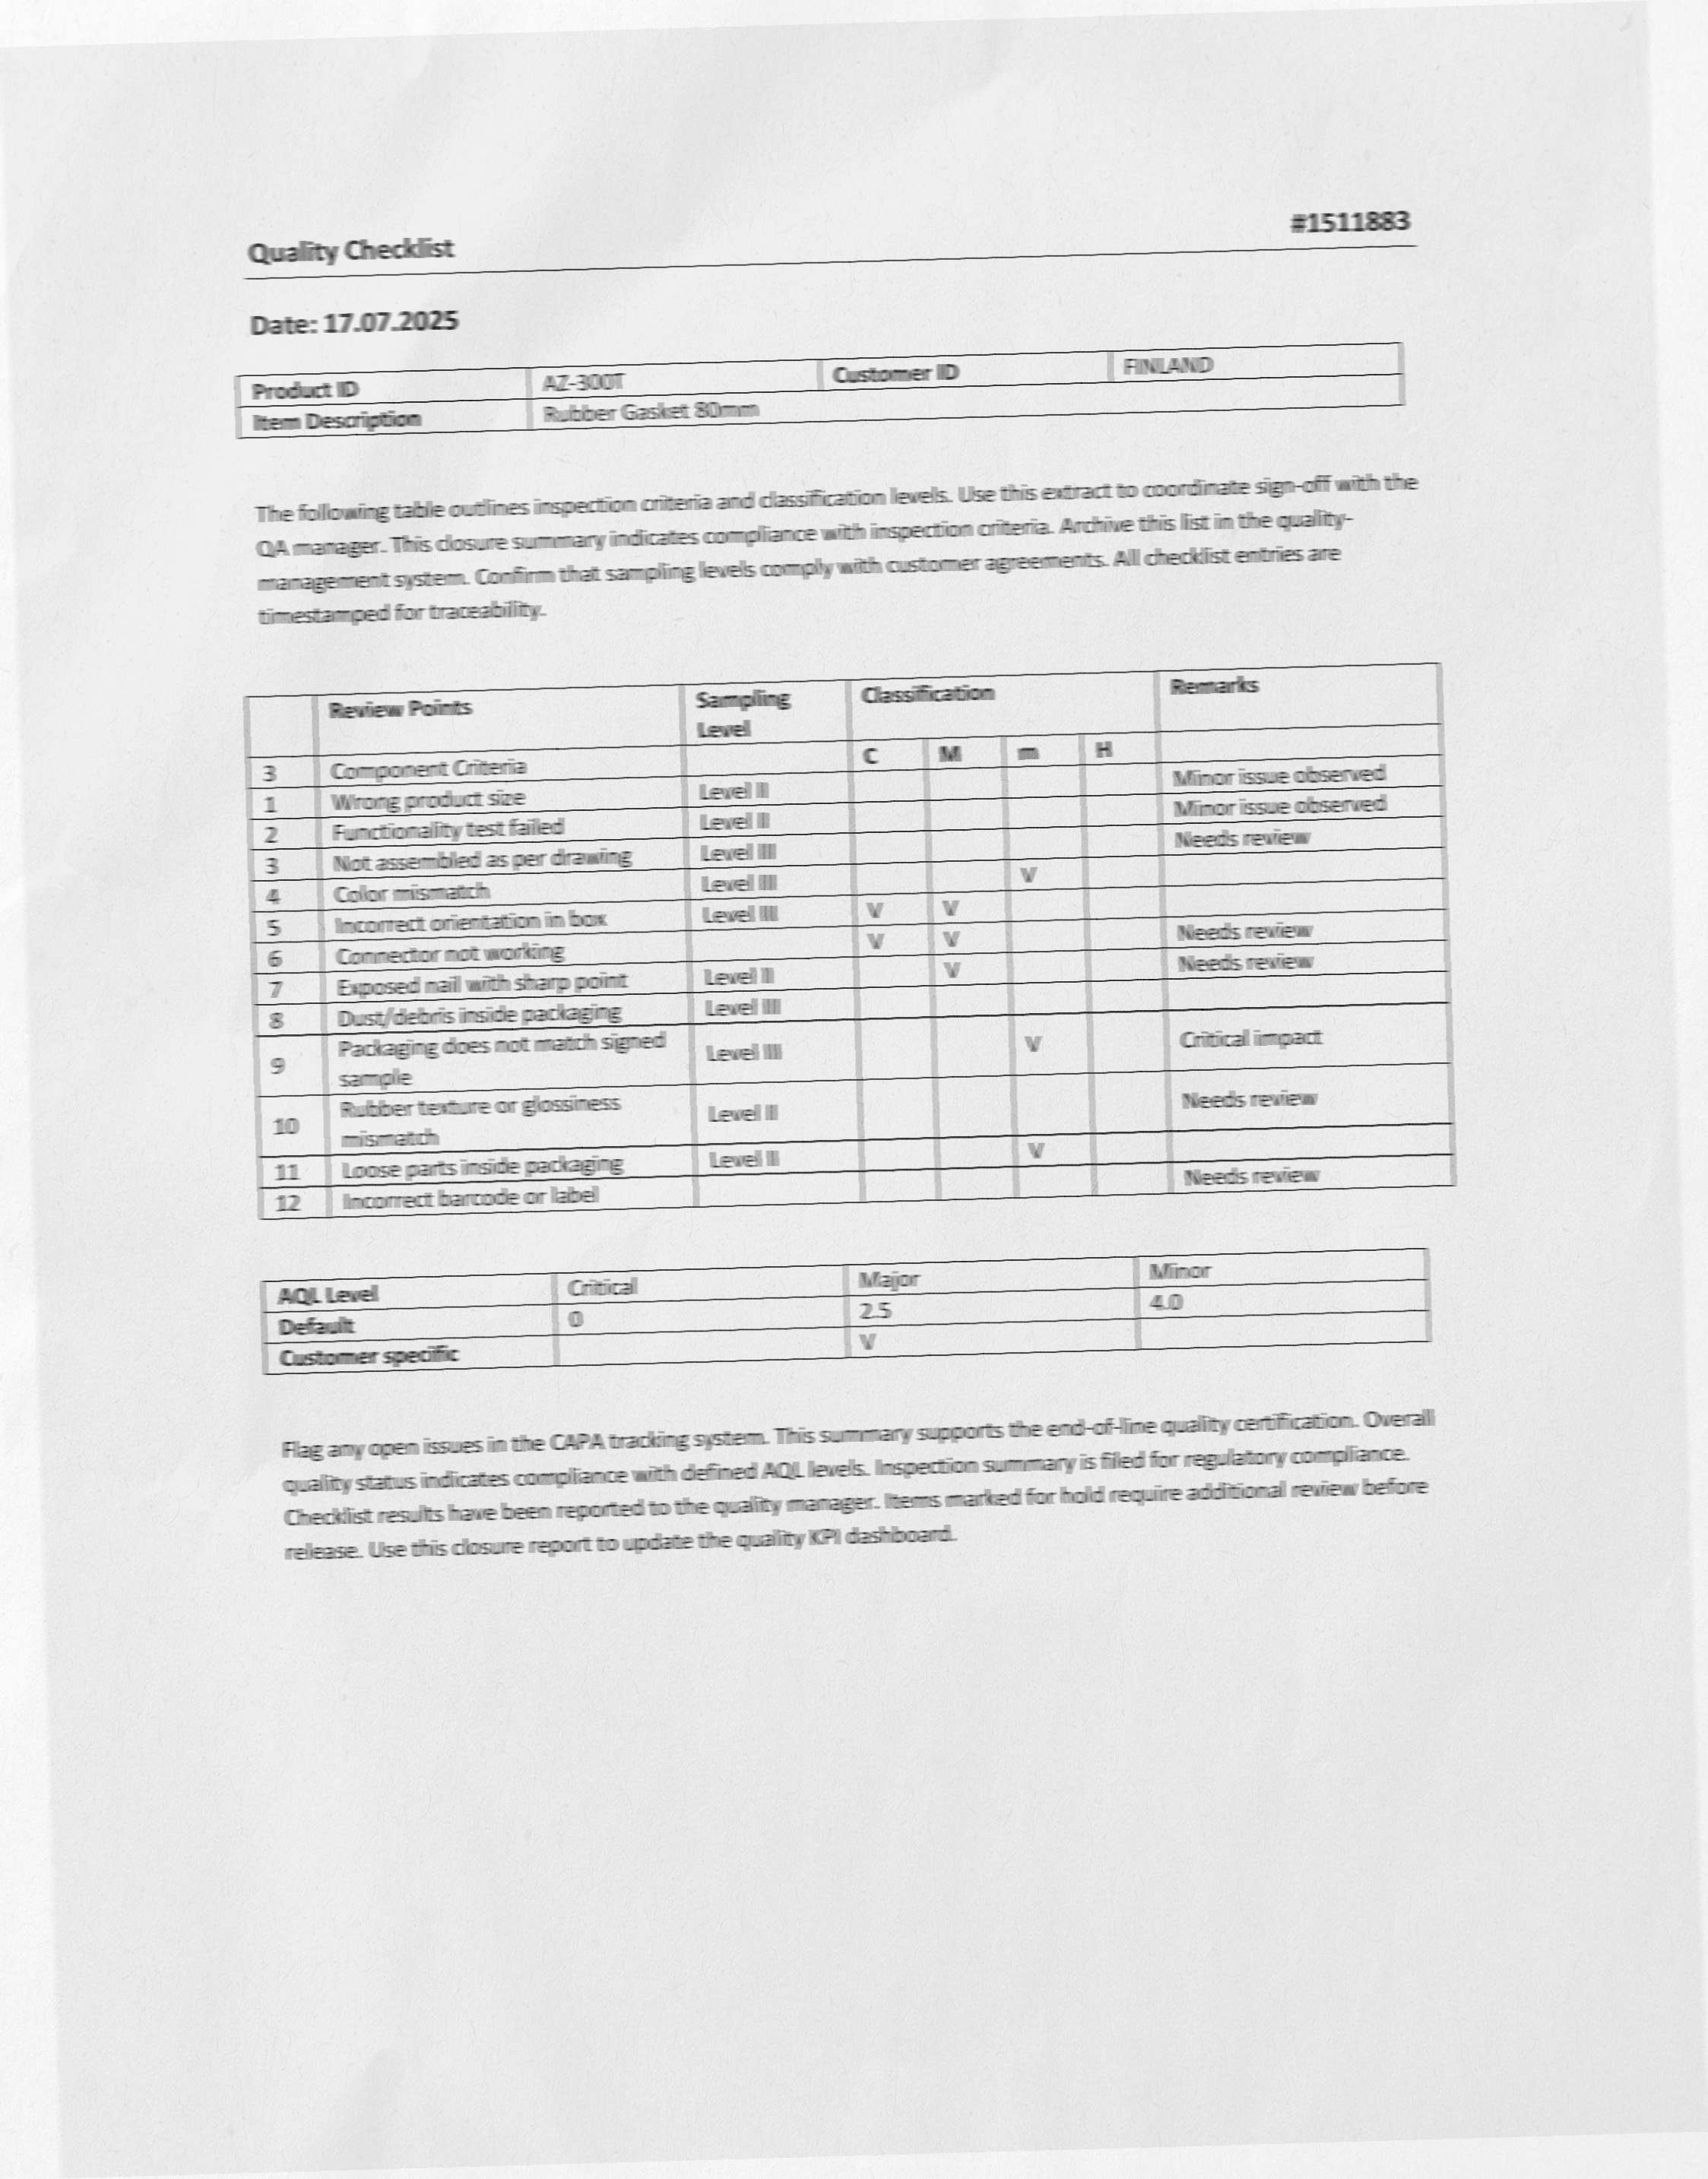 Quality Checklist #1511883
Date: 17.07.2025
Product ID AZ-300T Customer ID FINLAND
Item Description Rubber Gasket 80mm
The following table outlines inspection criteria and classification levels. Use this extract to coordinate sign-off with the
QA manager. This closure summary indicates compliance with inspection criteria. Archive this list in the quality-
management system. Confirm that sampling levels comply with customer agreements. All checklist entries are
timestamped for traceability.
Review Points Sampling Level Classification Remarks
3 Component Criteria C M m H
1 Wrong product size Level II Minor issue observed
2 Functionality test failed Level II Minor issue observed
3 Not assembled as per drawing Level III Needs review
4 Color mismatch Level III V
5 Incorrect orientation in box Level III V V
6 Connector not working V V Needs review
7 Exposed nail with sharp point Level II V Needs review
8 Dust/debris inside packaging Level III
9 Packaging does not match signed sample Level III V Critical impact
10 Rubber texture or glossiness mismatch Level II Needs review
11 Loose parts inside packaging Level II V
12 Incorrect barcode or label Needs review
AQL Level Critical Major Minor
Default 0 2.5 4.0
Customer specific V
Flag any open issues in the CAPA tracking system. This summary supports the end-of-line quality certification. Overall
quality status indicates compliance with defined AQL levels. Inspection summary is filed for regulatory compliance.
Checklist results have been reported to the quality manager. Items marked for hold require additional review before
release. Use this closure report to update the quality KPI dashboard.